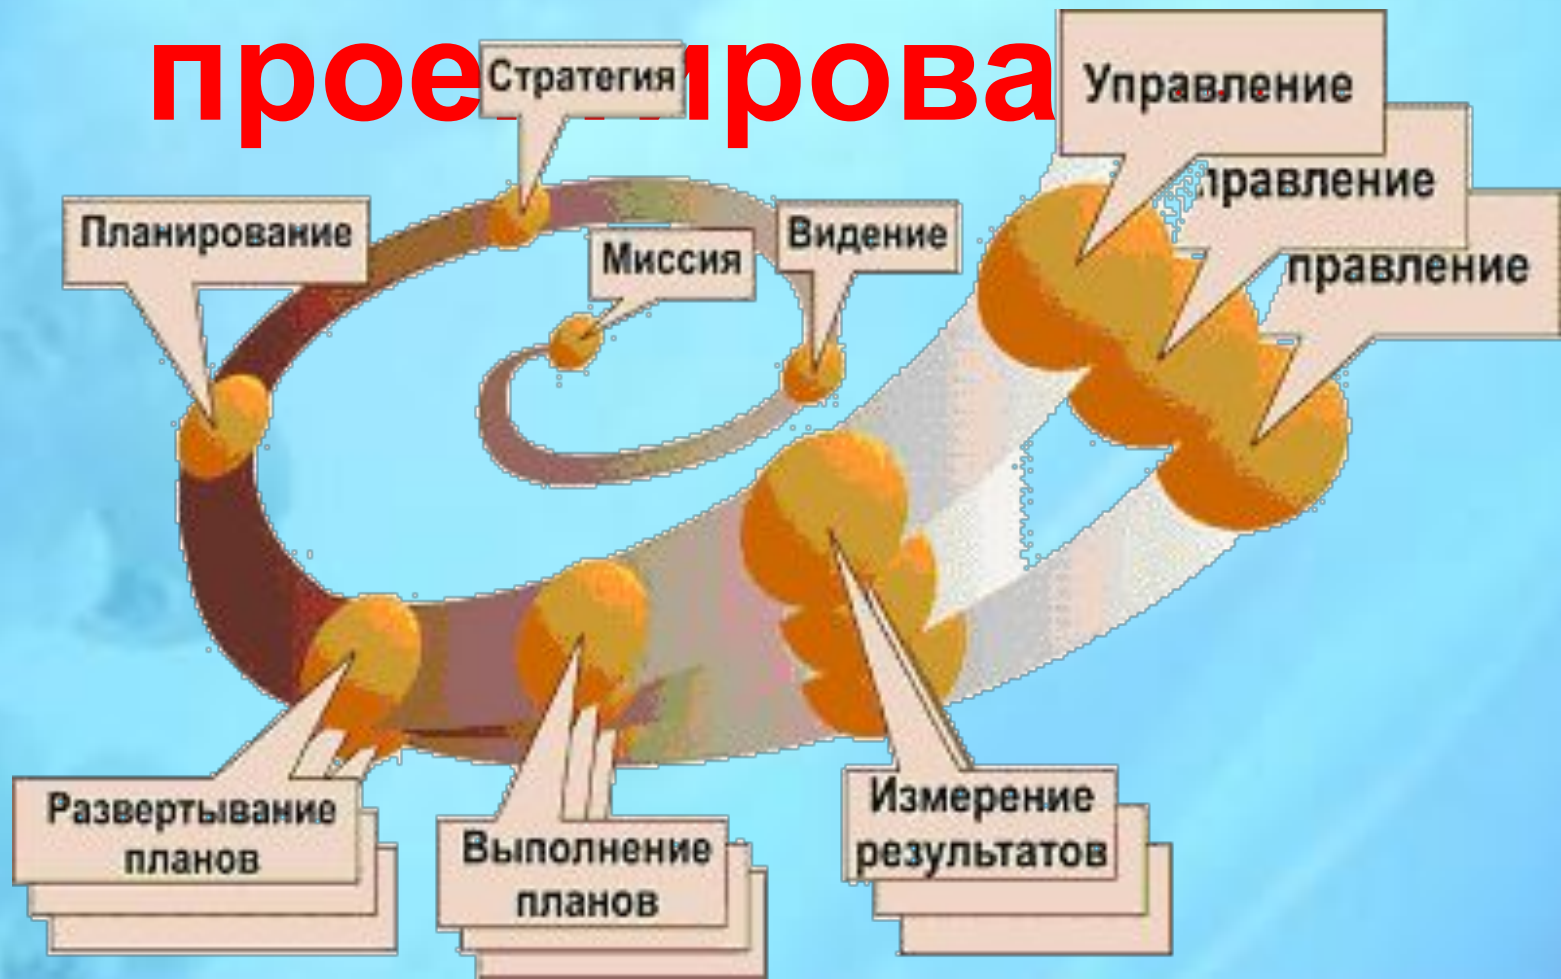 прое ирова
Стратегия
Управление
правление
правление
Планирование
Миссия
Видение
Развертывание
планов
Выполнение
планов
Измерение
результатов